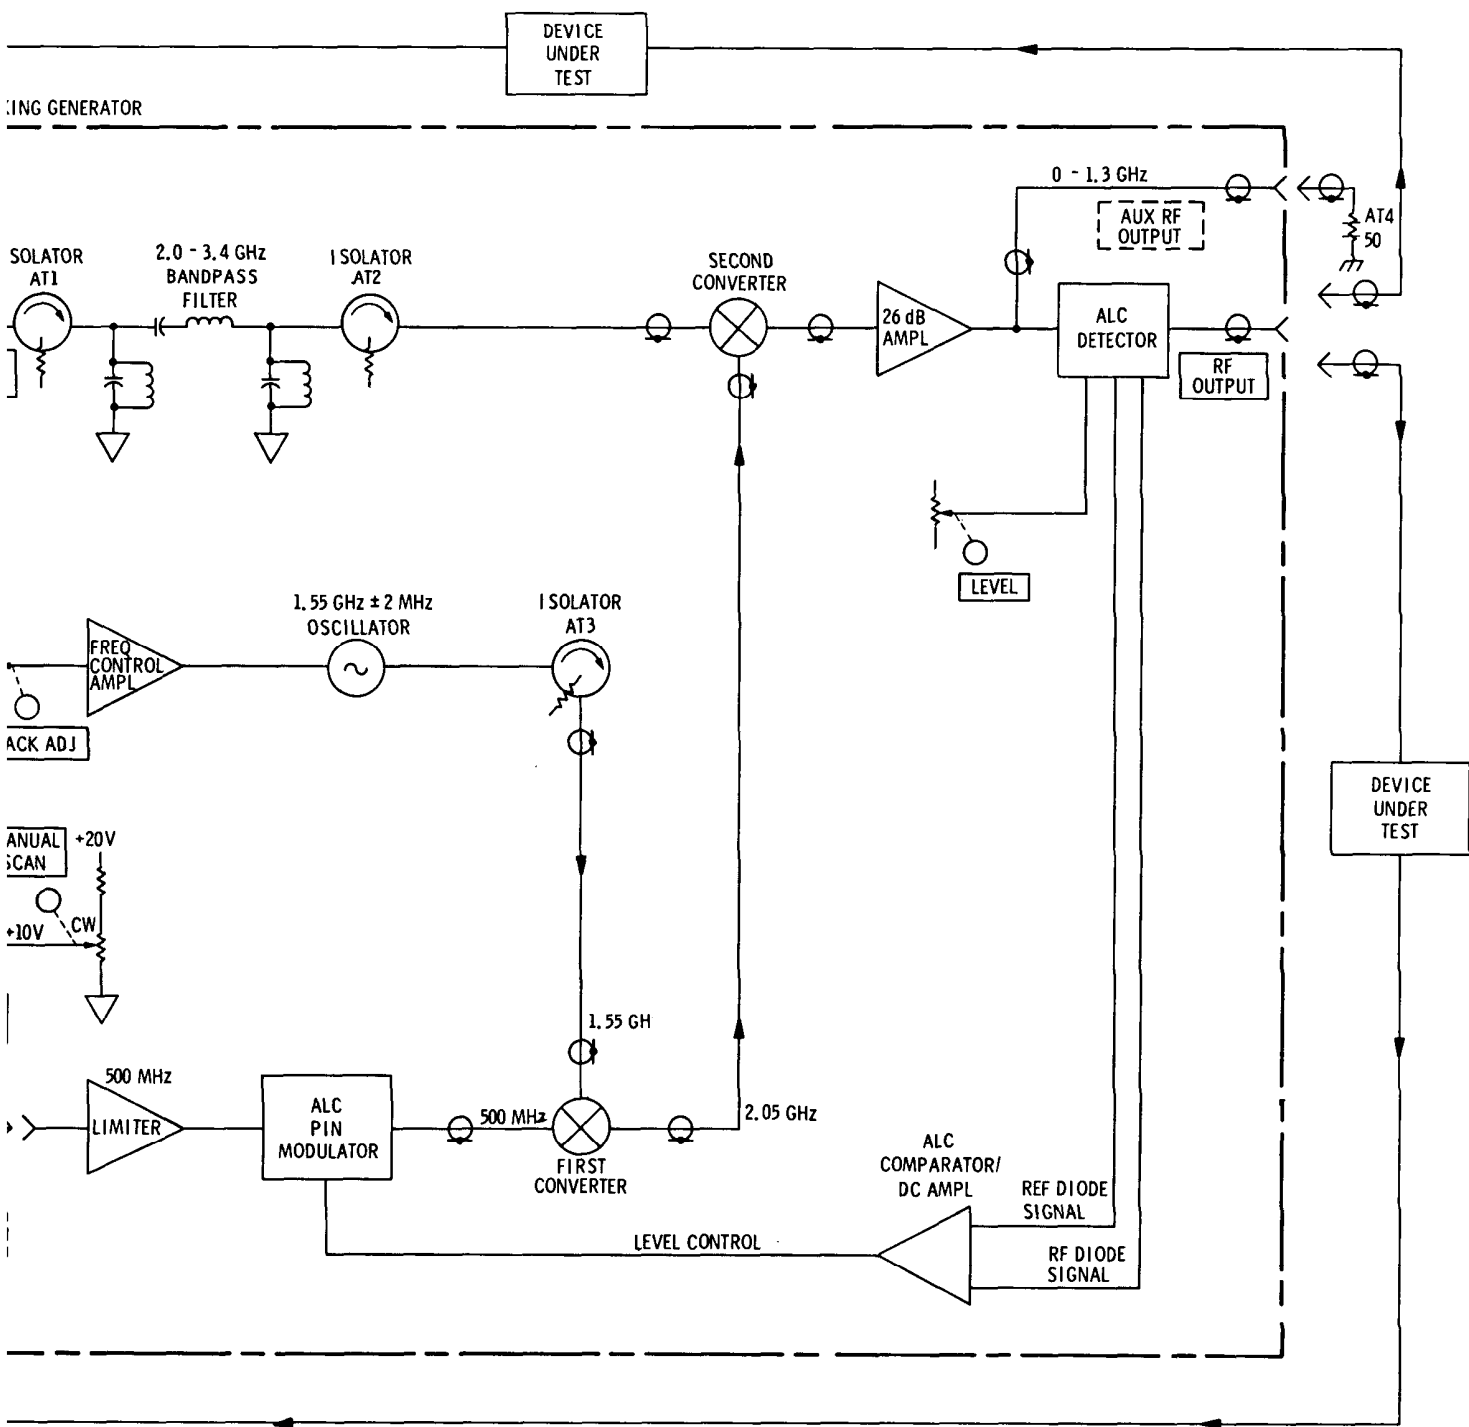 DEVICE
UNDER
TEST
KING GENERATOR
0 - 1.3 GHz
AUX RF
OUTPUT
AT4
50
SOLATOR
AT1
2.0 - 3.4 GHz
BANDPASS
FILTER
ISOLATOR
AT2
SECOND
CONVERTER
26 dB
AMPL
ALC
DETECTOR
RF
OUTPUT
LEVEL
1.55 GHz ± 2 MHz
OSCILLATOR
ISOLATOR
AT3
FREQ
CONTROL
AMPL
ACK ADJ
DEVICE
UNDER
TEST
ANUAL
SCAN
+20V
+10V
CW
1.55 GH
500 MHz
LIMITER
ALC
PIN
MODULATOR
500 MHz
FIRST
CONVERTER
2.05 GHz
ALC
COMPARATOR/
DC AMPL
REF DIODE
SIGNAL
LEVEL CONTROL
RF DIODE
SIGNAL